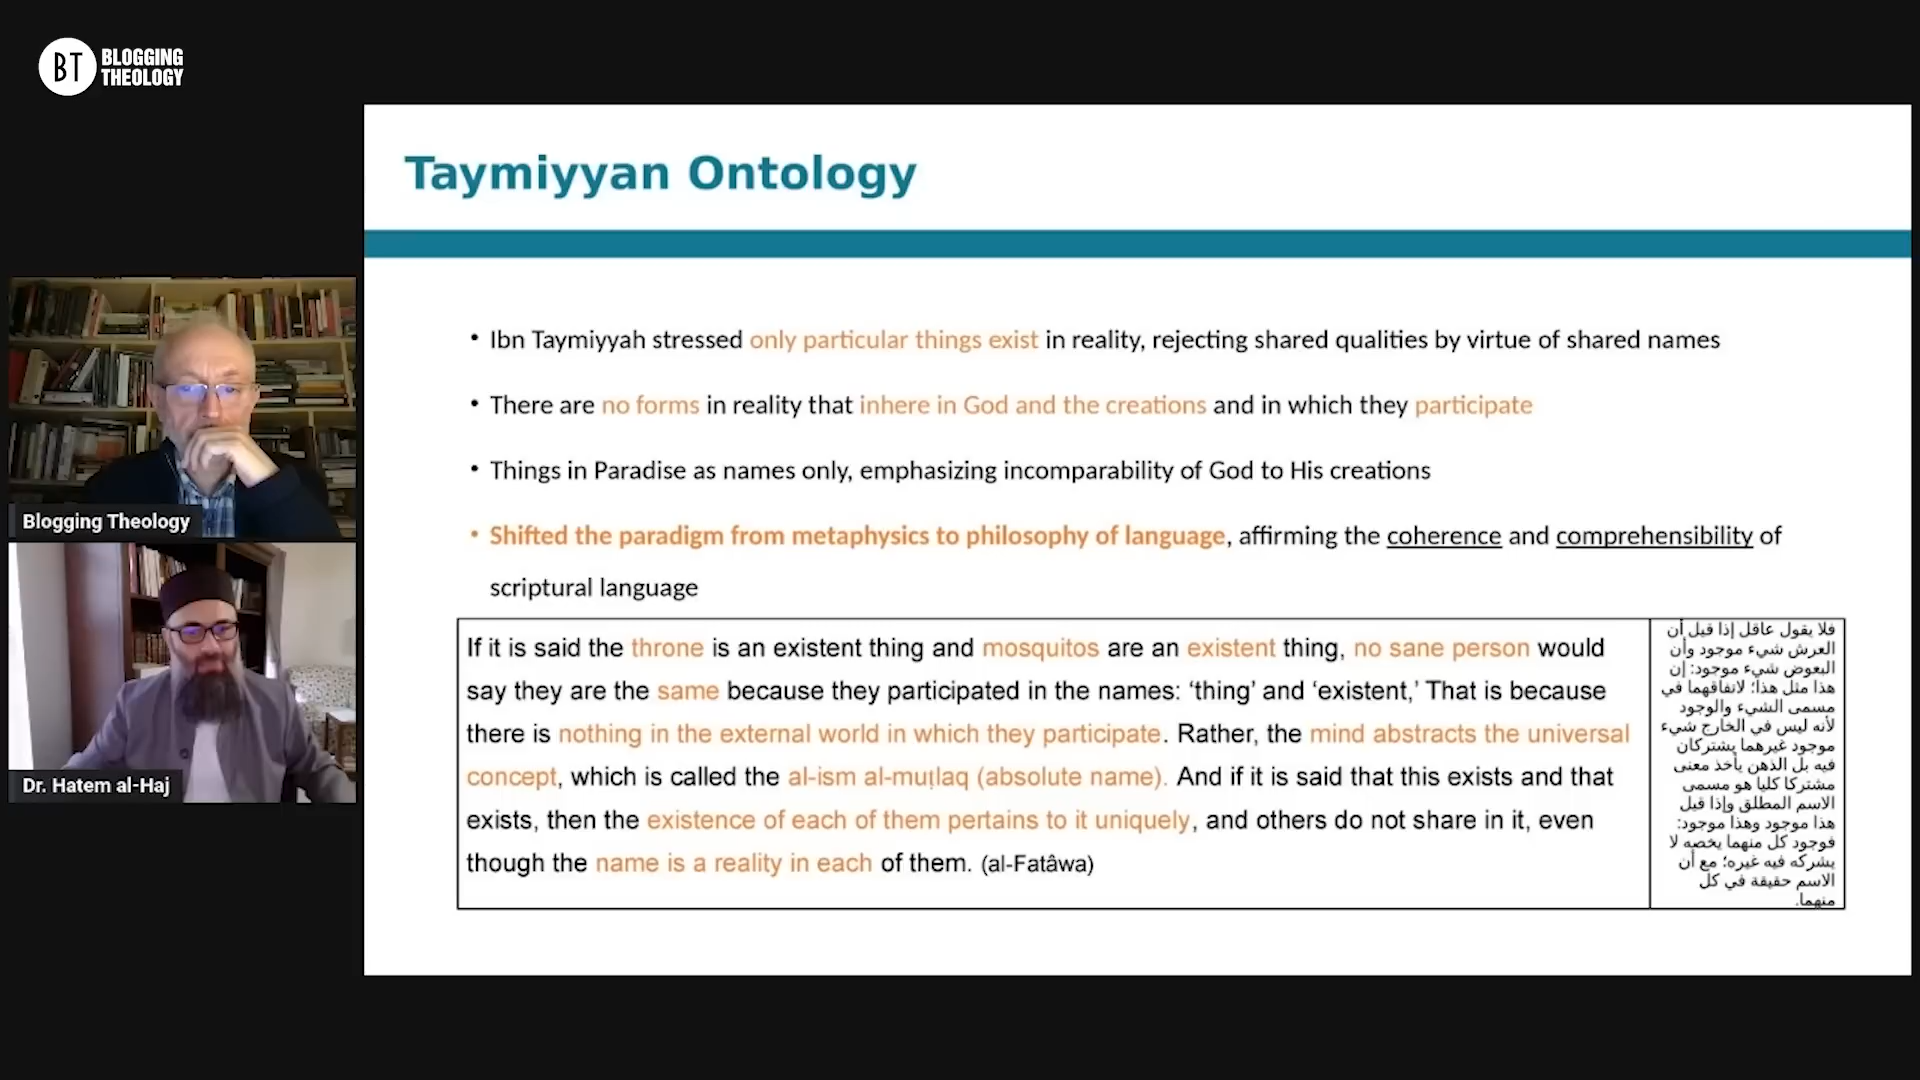 BT BLOGGING
THEOLOGY
Taymiyyan Ontology
• Ibn Taymiyyah stressed only particular things exist in reality, rejecting shared qualities by virtue of shared names
• There are no forms in reality that inhere in God and the creations and in which they participate
• Things in Paradise as names only, emphasizing incomparability of God to His creations
• Shifted the paradigm from metaphysics to philosophy of language, affirming the coherence and comprehensibility of
scriptural language
If it is said the throne is an existent thing and mosquitos are an existent thing, no sane person would
say they are the same because they participated in the names: ‘thing’ and ‘existent,’ That is because
there is nothing in the external world in which they participate. Rather, the mind abstracts the universal
concept, which is called the al-ism al-muṭlaq (absolute name). And if it is said that this exists and that
exists, then the existence of each of them pertains to it uniquely, and others do not share in it, even
though the name is a reality in each of them. (al-Fatâwa)
فلا يقول عاقل إذا قيل أن
العرش شيء موجود وأن
البعوض شيء موجود: إن
هذا مثل هذا؛ لاتفاقهما في
مسمى الشيء والوجود
لأنه ليس في الخارج شيء
موجود غيرهما يشتركان
فيه بل الذهن يأخذ معنى
مشتركا كليا هو مسمى
الاسم المطلق وإذا قيل
هذا موجود وهذا موجود:
فوجود كل منهما يخصه لا
يشركه فيه غيره؛ مع أن
الاسم حقيقة في كل
منهما.
Blogging Theology
Dr. Hatem al-Haj